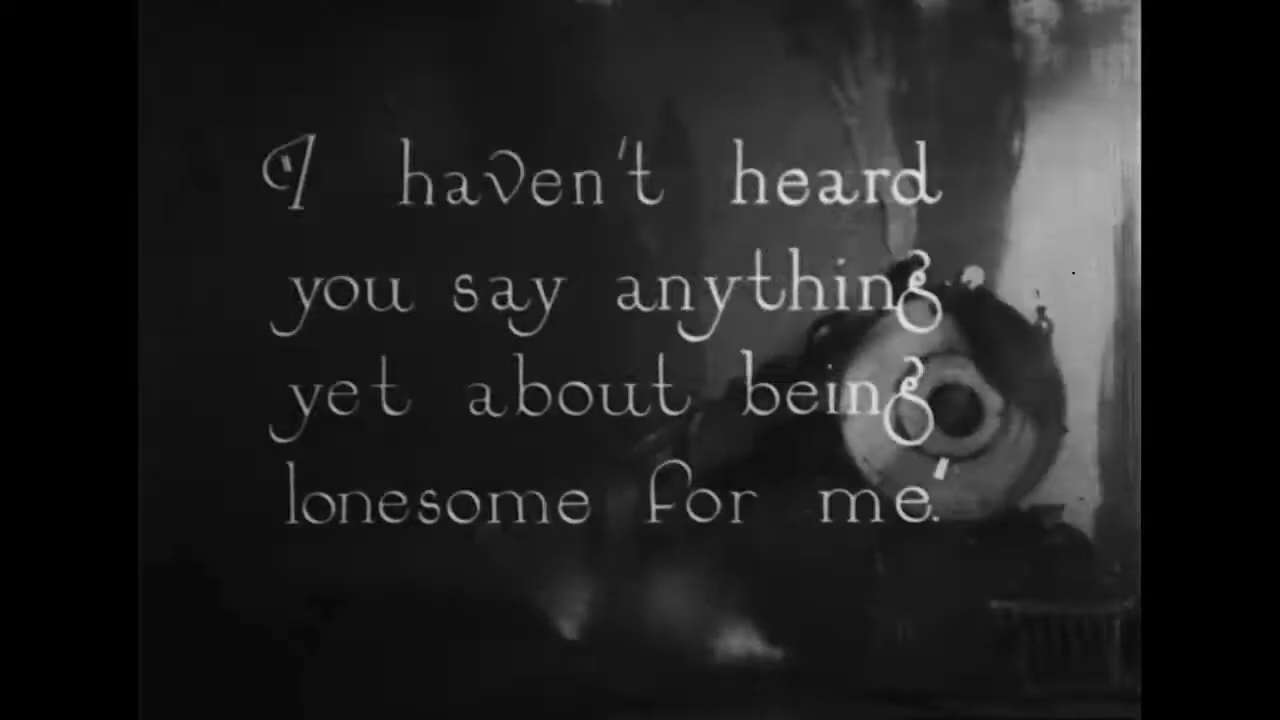 "I haven't heard
you say anything
yet about being
lonesome for me."